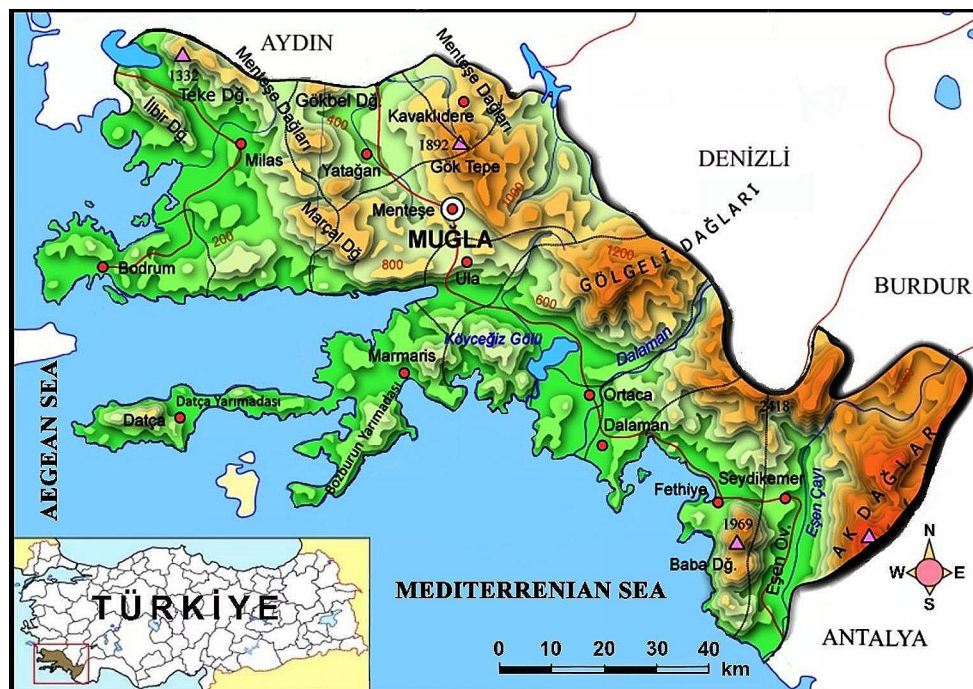 AYDIN
1332
Teke Dğ.
İlbir Dğ.
Menteşe Dağları
Gökbel Dğ.
400
Menteşe Dağları
Kavaklıdere
1892
Gök Tepe
Milas
Yatağan
DENİZLİ
1000
Menteşe
MUĞLA
Marçal Dğ.
200
800
Ula
Bodrum
1200
GÖLGELİ DAĞLARI
600
BURDUR
Köyceğiz Gölü
Dalaman
Marmaris
Datça Yarımadası
Datça
Bozburun Yarımadası
Ortaca
2418
Dalaman
AEGEAN SEA
Seydikemer
Fethiye
Eşen Çayı
AKDAĞLAR
1969
Baba Dğ.
Eşen Ov.
N
W
E
S
MEDITERRENIAN SEA
TÜRKİYE
ANTALYA
0 10 20 30 40
km